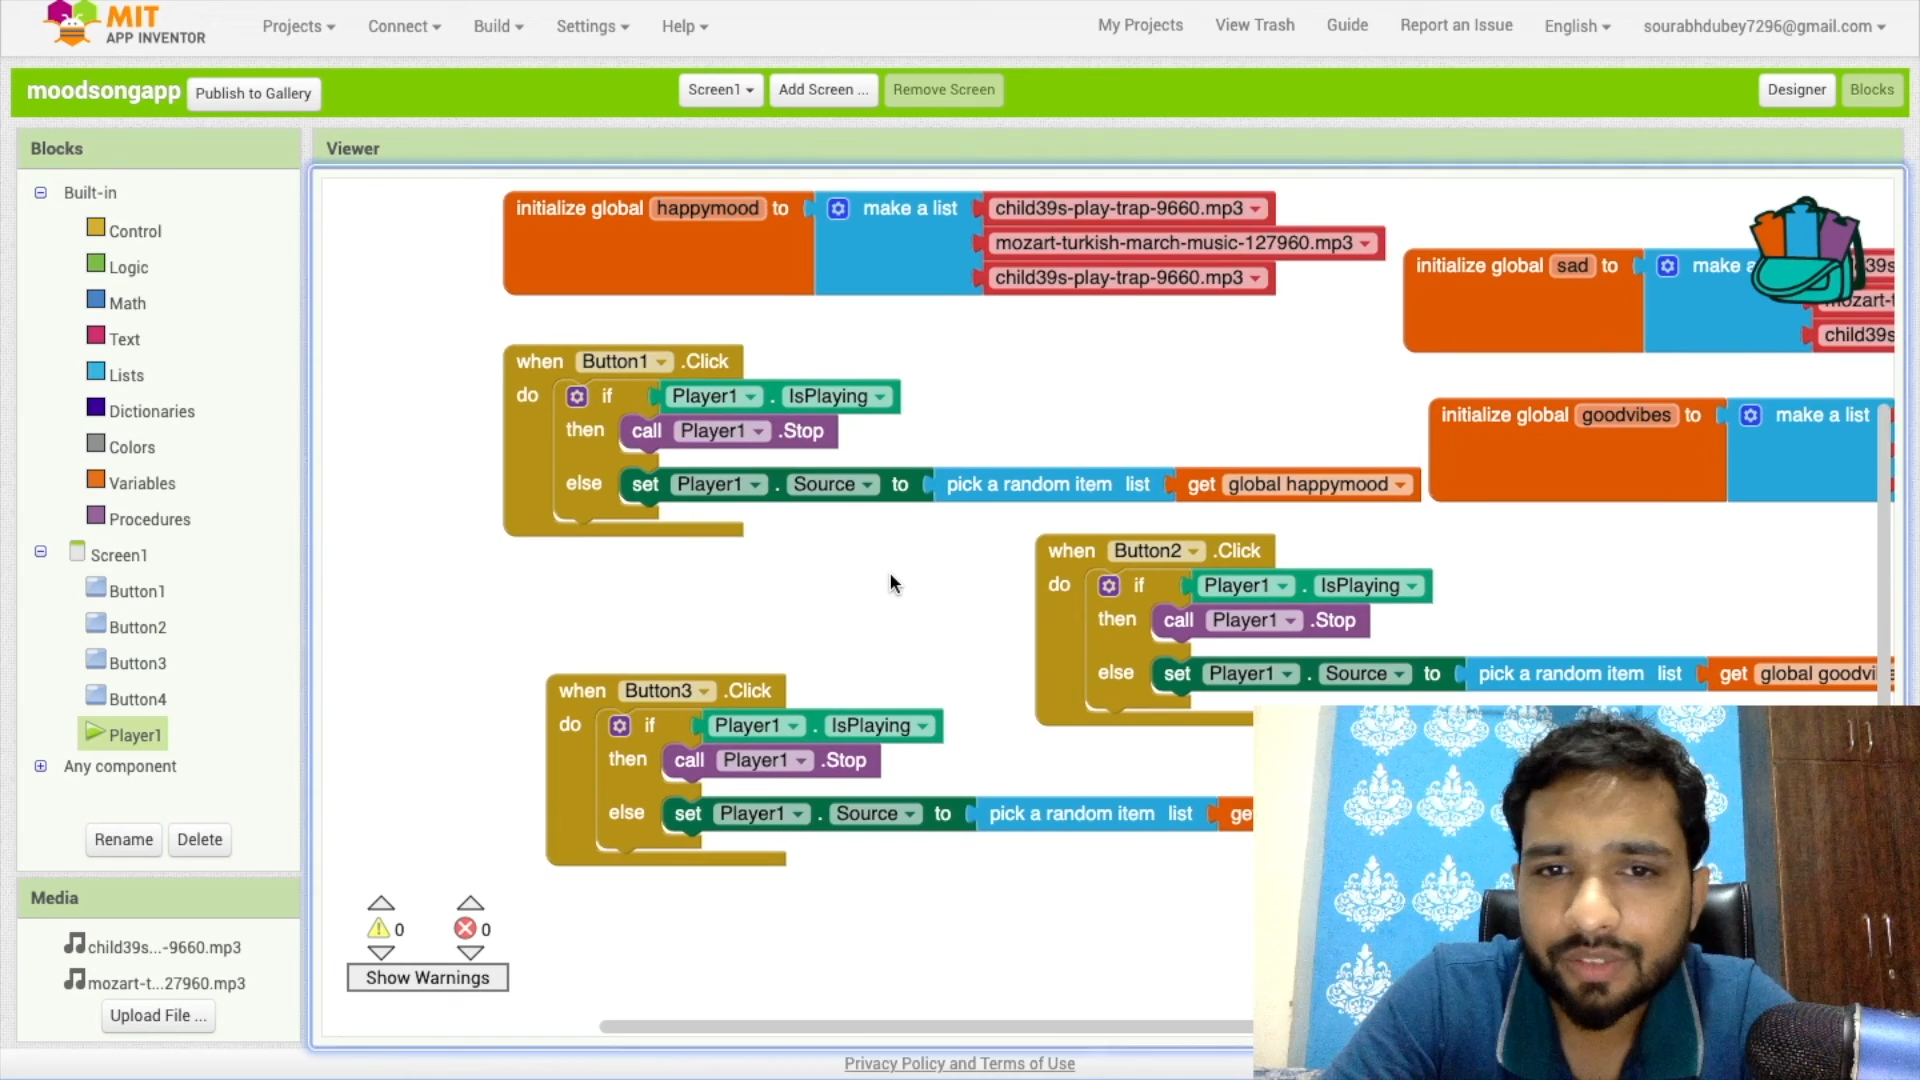 MIT
APP INVENTOR
Projects Connect Build Settings Help My Projects View Trash Guide Report an Issue English sourabhdubey7296@gmail.com
moodsongapp Publish to Gallery Screen1 Add Screen ... Remove Screen Designer Blocks
Blocks
Built-in
Control
Logic
Math
Text
Lists
Dictionaries
Colors
Variables
Procedures
Screen1
Button1
Button2
Button3
Button4
Player1
Any component
Rename Delete
Media
child39s...-9660.mp3
mozart-t...27960.mp3
Upload File ...
Viewer
initialize global happymood to make a list child39s-play-trap-9660.mp3
mozart-turkish-march-music-127960.mp3
child39s-play-trap-9660.mp3
initialize global sad to make a 39s
mozart-t
child39s
when Button1 .Click
do if Player1 . IsPlaying
then call Player1 .Stop
else set Player1 . Source to pick a random item list get global happymood
initialize global goodvibes to make a list
when Button2 .Click
do if Player1 . IsPlaying
then call Player1 .Stop
else set Player1 . Source to pick a random item list get global goodvi
when Button3 .Click
do if Player1 . IsPlaying
then call Player1 .Stop
else set Player1 . Source to pick a random item list ge
0 0
Show Warnings
Privacy Policy and Terms of Use